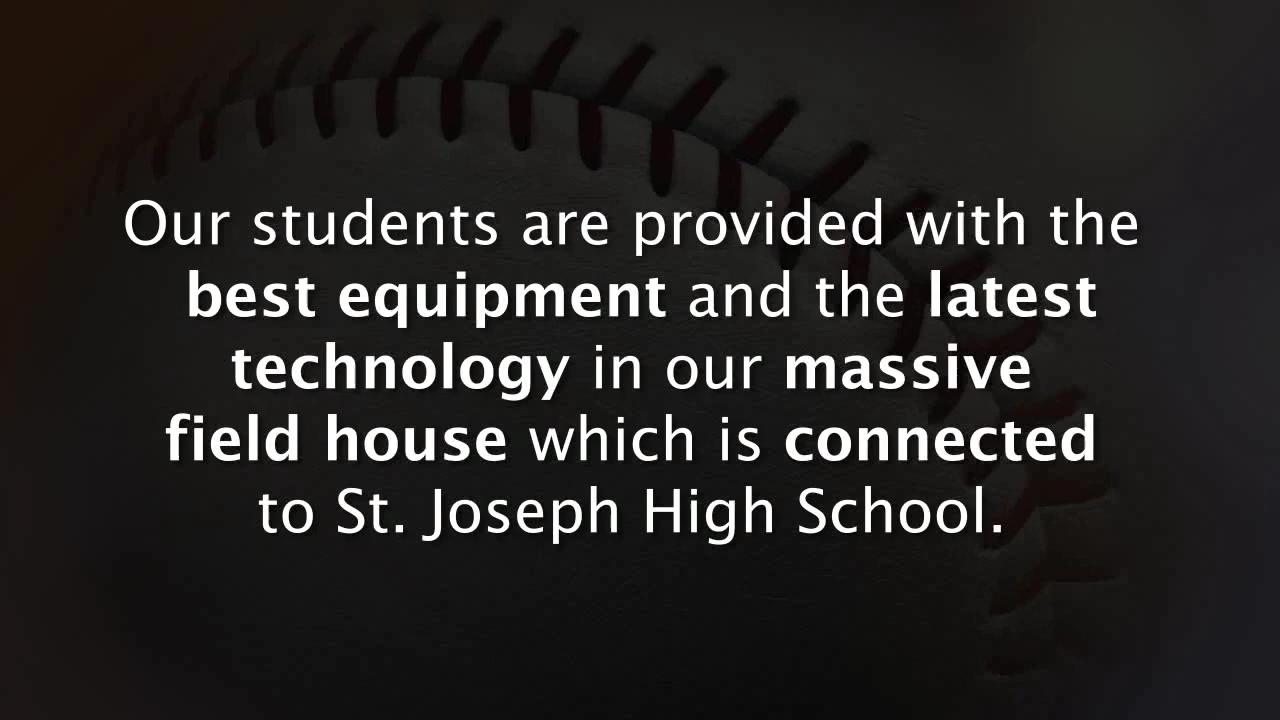 Our students are provided with the
best equipment and the latest
technology in our massive
field house which is connected
to St. Joseph High School.